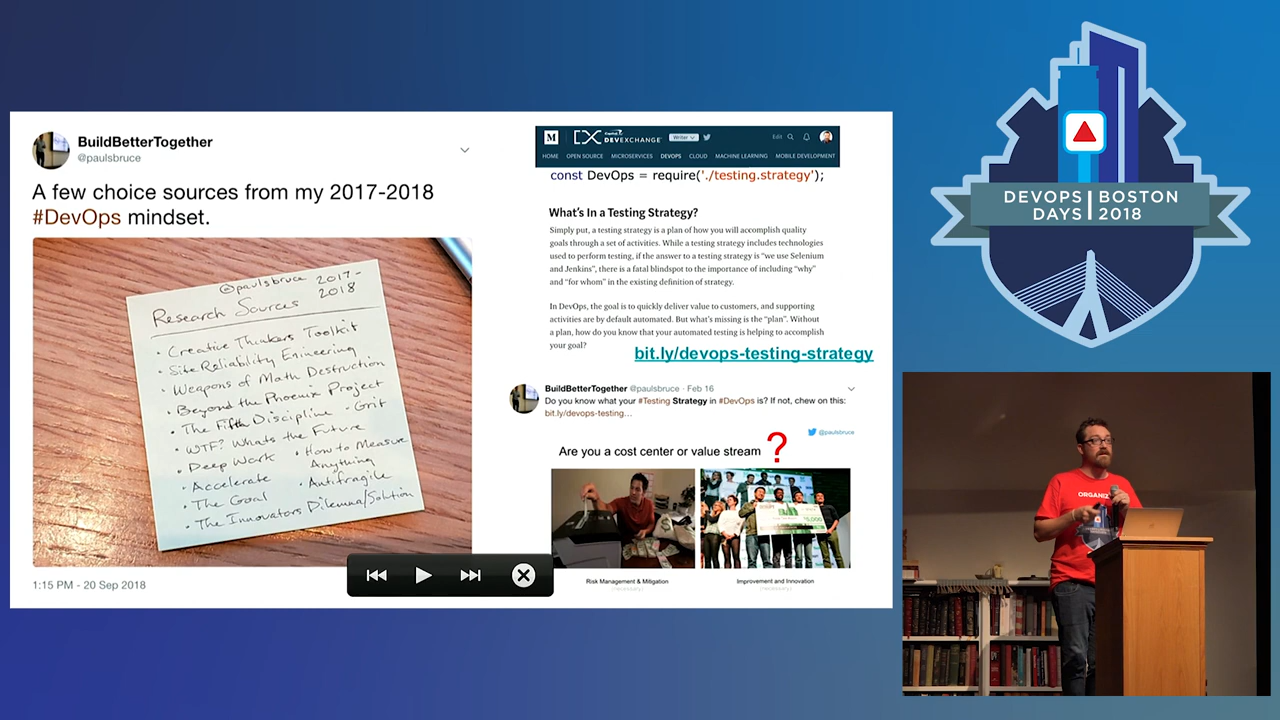 BuildBetterTogether
@paulsbruce
A few choice sources from my 2017-2018
#DevOps mindset.
@paulsbruce 2017-
2018
Research Sources
• Creative Thinkers Toolkit
• Site Reliability Enineering
• Weapons of Math Destruction
• Beyond the Phoenix Project
• The Fifth Discipline • Grit
• WTF? Whats the Future
• Deep Work • How to Measure
Anything
• Accelerate • Antifragile
• The Goal
• The Innovators Dilemma/Solution
1:15 PM - 20 Sep 2018
M DX Capital DEVEXCHANGE Writer Edit
HOME OPEN SOURCE MICROSERVICES DEVOPS CLOUD MACHINE LEARNING MOBILE DEVELOPMENT
const DevOps = require('./testing.strategy');
What's In a Testing Strategy?
Simply put, a testing strategy is a plan of how you will accomplish quality
goals through a set of activities. While a testing strategy includes technologies
used to perform testing, if the answer to a testing strategy is "we use Selenium
and Jenkins", there is a fatal blindspot to the importance of including "why"
and "for whom" in the existing definition of strategy.
In DevOps, the goal is to quickly deliver value to customers, and supporting
activities are by default automated. But what's missing is the "plan". Without
a plan, how do you know that your automated testing is helping to accomplish
your goal?
bit.ly/devops-testing-strategy
BuildBetterTogether @paulsbruce · Feb 16
Do you know what your #Testing Strategy in #DevOps is? If not, chew on this:
bit.ly/devops-testing...
@paulsbruce
Are you a cost center or value stream ?
Risk Management & Mitigation
(necessary)
Improvement and Innovation
(necessary)
DEVOPS BOSTON
DAYS 2018
ORGANIZ